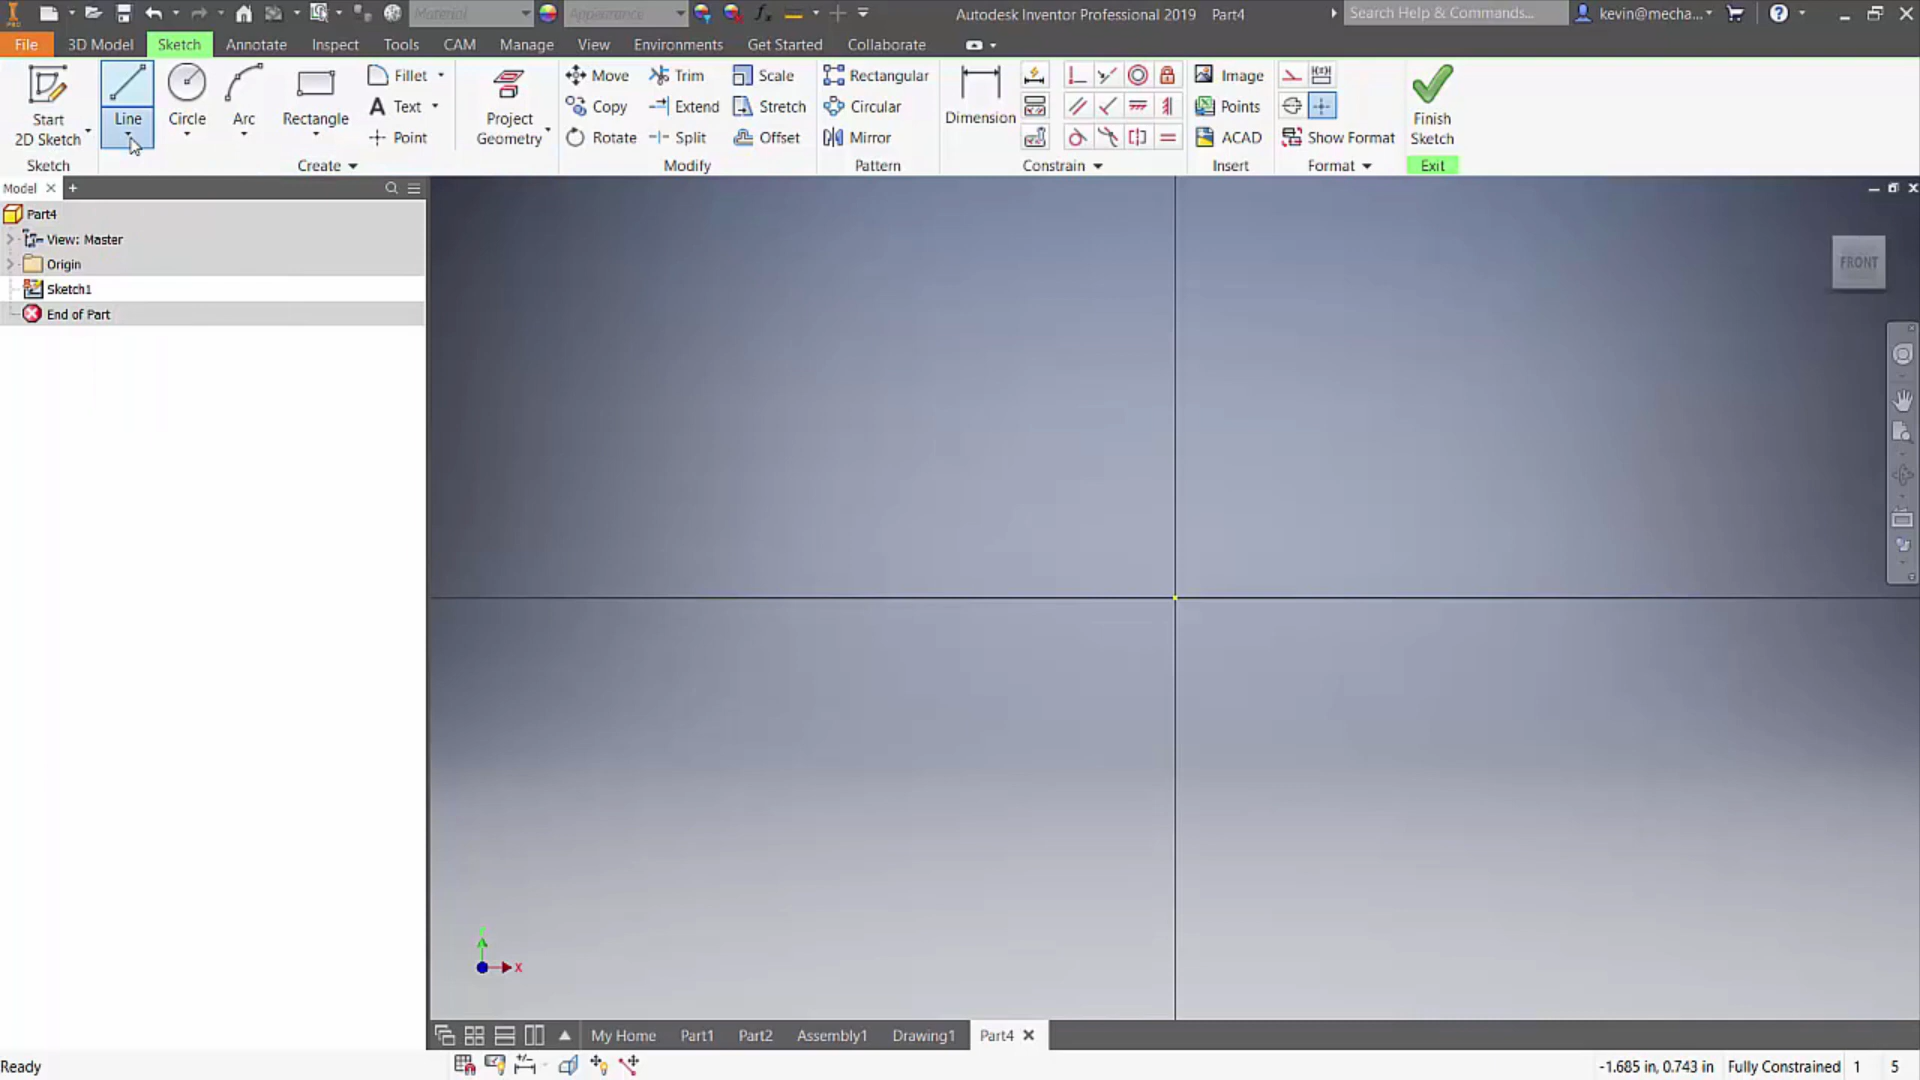 PRO
Material
Appearance
Autodesk Inventor Professional 2019 Part4
Search Help & Commands...
kevin@mecha...
File
3D Model
Sketch
Annotate
Inspect
Tools
CAM
Manage
View
Environments
Get Started
Collaborate
Start
2D Sketch
Line
Circle
Arc
Rectangle
Fillet
Text
Point
Project
Geometry
Move
Copy
Rotate
Trim
Extend
Split
Scale
Stretch
Offset
Rectangular
Circular
Mirror
Dimension
Image
Points
ACAD
Show Format
Finish
Sketch
Sketch
Create
Modify
Pattern
Constrain
Insert
Format
Exit
Model
Part4
View: Master
Origin
Sketch1
End of Part
FRONT
X
My Home
Part1
Part2
Assembly1
Drawing1
Part4
Ready
-1.685 in, 0.743 in
Fully Constrained
1
5